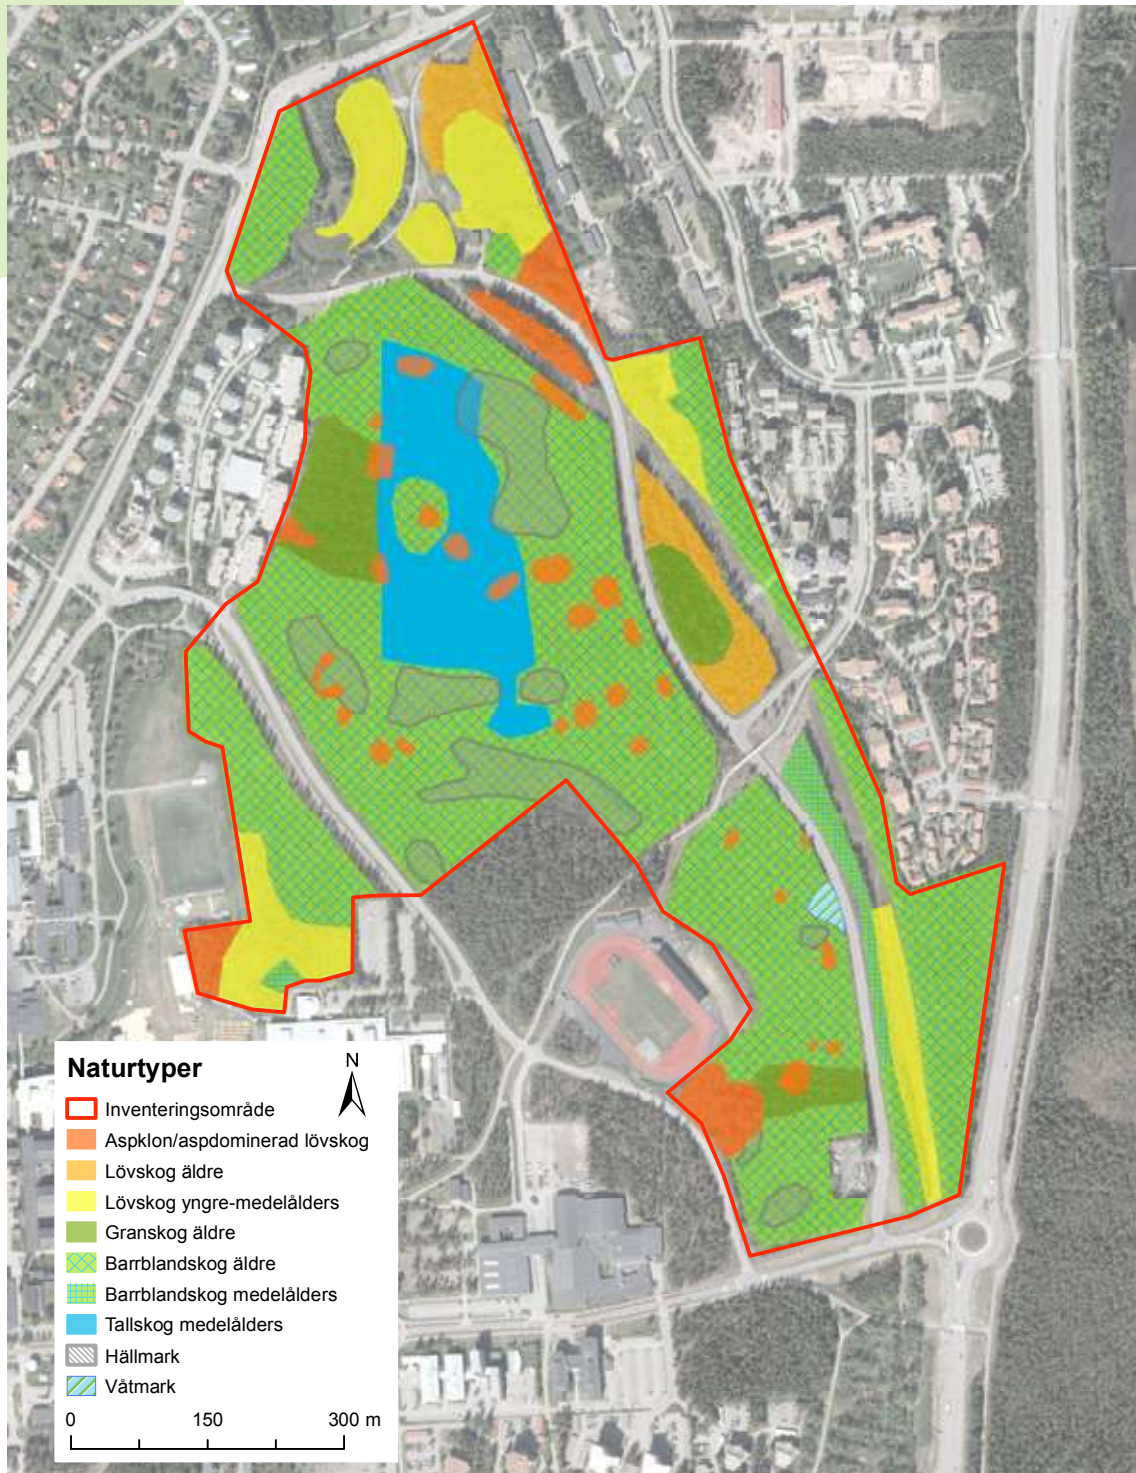 Naturtyper
N
Inventeringsområde
Aspklon/aspdominerad lövskog
Lövskog äldre
Lövskog yngre-medelålders
Granskog äldre
Barrblandskog äldre
Barrblandskog medelålders
Tallskog medelålders
Hällmark
Våtmark
0 150 300 m